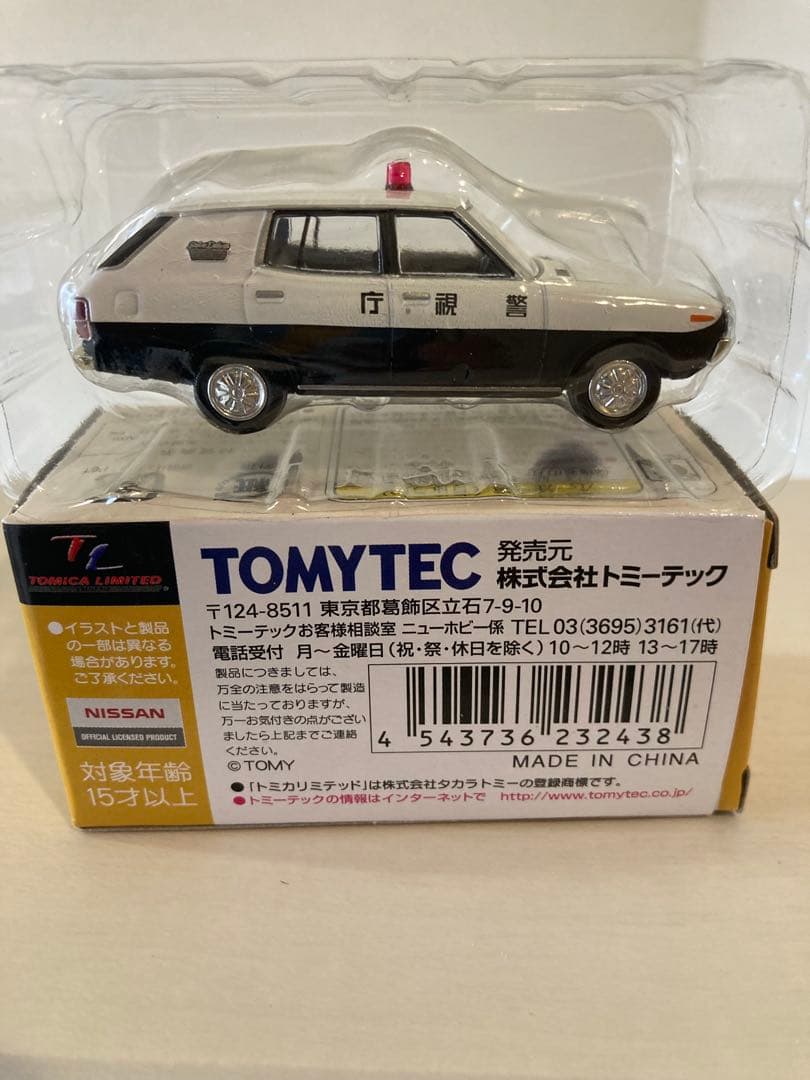 庁 視 警
TL
TOMICA LIMITED
TOMYTEC
発売元
株式会社トミーテック
〒124-8511 東京都葛飾区立石7-9-10
トミーテックお客様相談室 ニューホビー係 TEL 03(3695)3161(代)
電話受付 月～金曜日(祝・祭・休日を除く) 10～12時 13～17時
●イラストと製品
の一部は異なる
場合があります。
ご了承ください。
NISSAN
OFFICIAL LICENSED PRODUCT
対象年齢
15才以上
製品につきましては、
万全の注意をはらって製造
に当たっておりますが、
万一お気付きの点がござい
ましたら上記までご連絡
ください。
©TOMY
4 543736 232438
MADE IN CHINA
●「トミカリミテッド」は株式会社タカラトミーの登録商標です。
●トミーテックの情報はインターネットで http://www.tomytec.co.jp/